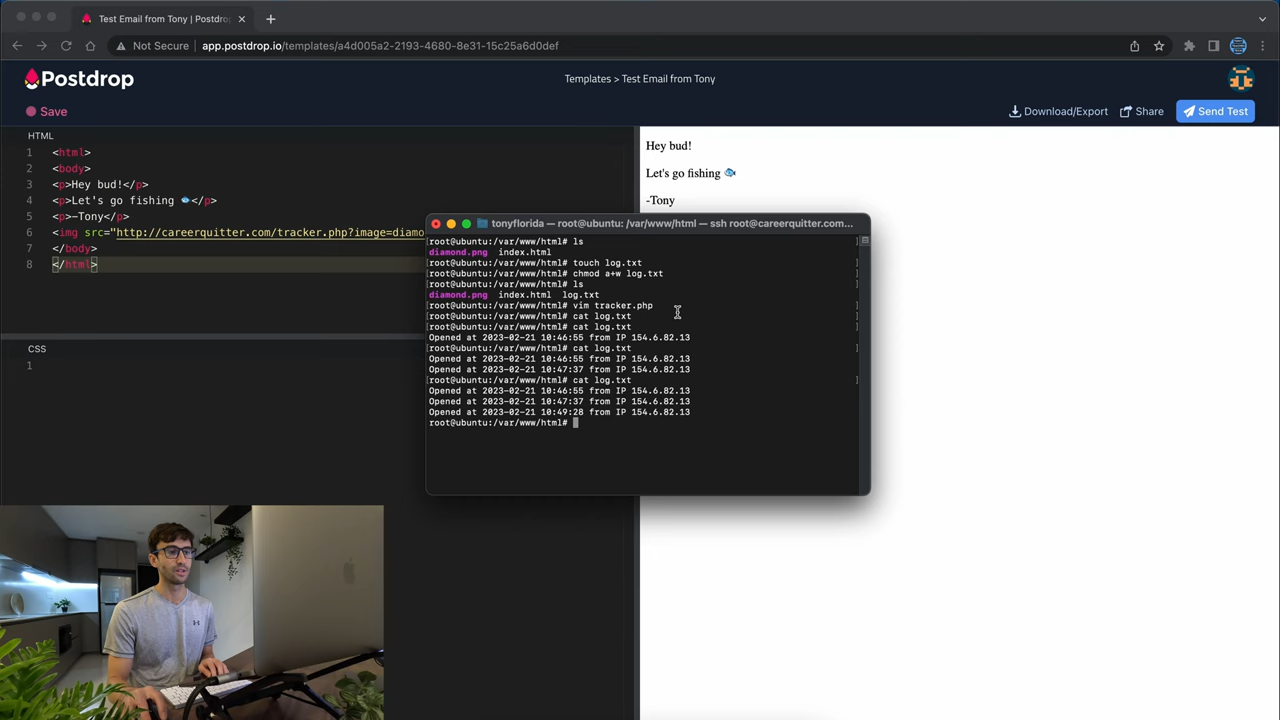 Test Email from Tony | Postdro
Not Secure
app.postdrop.io/templates/a4d005a2-2193-4680-8e31-15c25a6d0def
Postdrop
Templates > Test Email from Tony
Save
Download/Export
Share
Send Test
HTML
1 <html>
2 <body>
3 <p>Hey bud!</p>
4 <p>Let's go fishing 🐟</p>
5 <p>-Tony</p>
6 <img src="http://careerquitter.com/tracker.php?image=diamo
7 </body>
8 </html>
CSS
1
Hey bud!
Let's go fishing 🐟
-Tony
tonyflorida — root@ubuntu: /var/www/html — ssh root@careerquitter.com...
[root@ubuntu:/var/www/html# ls ]
diamond.png index.html
[root@ubuntu:/var/www/html# touch log.txt ]
[root@ubuntu:/var/www/html# chmod a+w log.txt ]
[root@ubuntu:/var/www/html# ls ]
diamond.png index.html log.txt
[root@ubuntu:/var/www/html# vim tracker.php ]
[root@ubuntu:/var/www/html# cat log.txt ]
[root@ubuntu:/var/www/html# cat log.txt ]
Opened at 2023-02-21 10:46:55 from IP 154.6.82.13
[root@ubuntu:/var/www/html# cat log.txt ]
Opened at 2023-02-21 10:46:55 from IP 154.6.82.13
Opened at 2023-02-21 10:47:37 from IP 154.6.82.13
[root@ubuntu:/var/www/html# cat log.txt ]
Opened at 2023-02-21 10:46:55 from IP 154.6.82.13
Opened at 2023-02-21 10:47:37 from IP 154.6.82.13
Opened at 2023-02-21 10:49:28 from IP 154.6.82.13
root@ubuntu:/var/www/html#